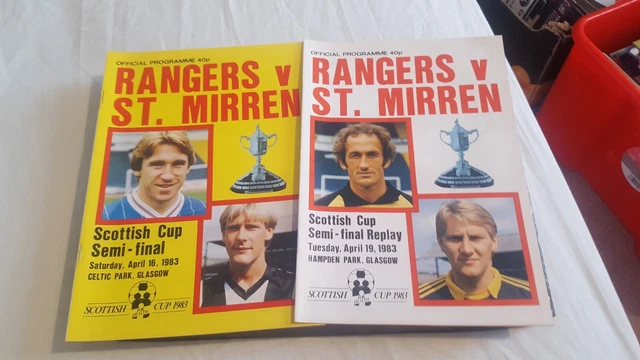 OFFICIAL PROGRAMME 40p
RANGERS v
ST. MIRREN
Scottish Cup
Semi-final
Saturday, April 16, 1983
CELTIC PARK, GLASGOW
SCOTTISH CUP 1983
OFFICIAL PROGRAMME 40p
RANGERS v
ST. MIRREN
Scottish Cup
Semi-final Replay
Tuesday, April 19, 1983
HAMPDEN PARK, GLASGOW
SCOTTISH CUP 1983